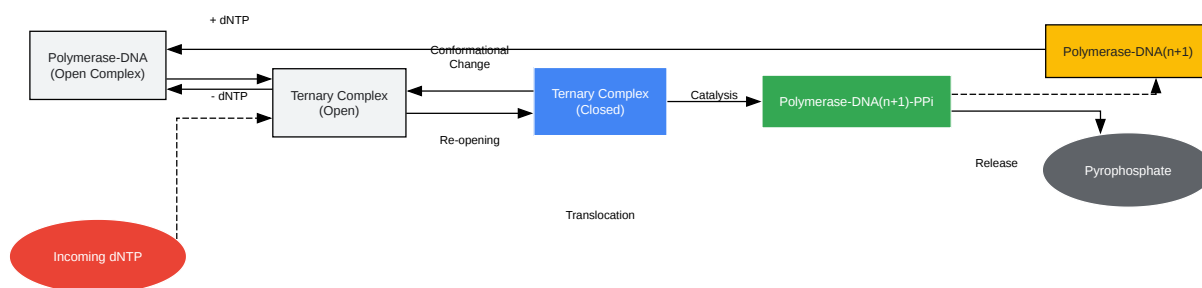 + dNTP
Polymerase-DNA
(Open Complex)
- dNTP
Conformational
Change
Ternary Complex
(Open)
Re-opening
Ternary Complex
(Closed)
Catalysis
Polymerase-DNA(n+1)-PPi
Polymerase-DNA(n+1)
Release
Pyrophosphate
Translocation
Incoming dNTP